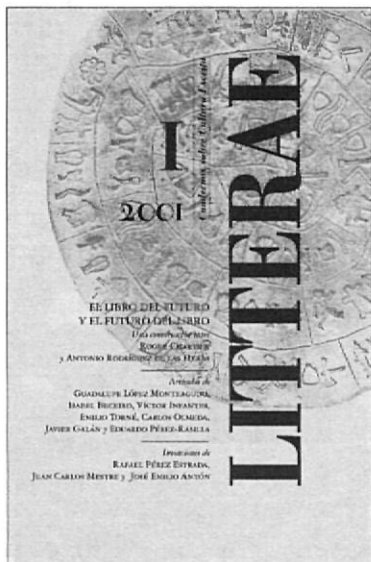 LITTERAE
Cuadernos sobre Cultura Escrita
I
2001
EL LIBRO DEL FUTURO
Y EL FUTURO DEL LIBRO
Una conversación con
ROGER CHARTIER
y ANTONIO RODRÍGUEZ DE LAS HERAS
Artículos de
GUADALUPE LÓPEZ MONTEAGUDO,
ISABEL BECEIRO, VÍCTOR INFANTES,
EMILIO TORNÉ, CARLOS OLMEDA,
JAVIER GALÁN y EDUARDO PÉREZ-RASILLA
de
RAFAEL PÉREZ ESTRADA,
JUAN CARLOS MESTRE y JOSÉ EMILIO ANTÓN